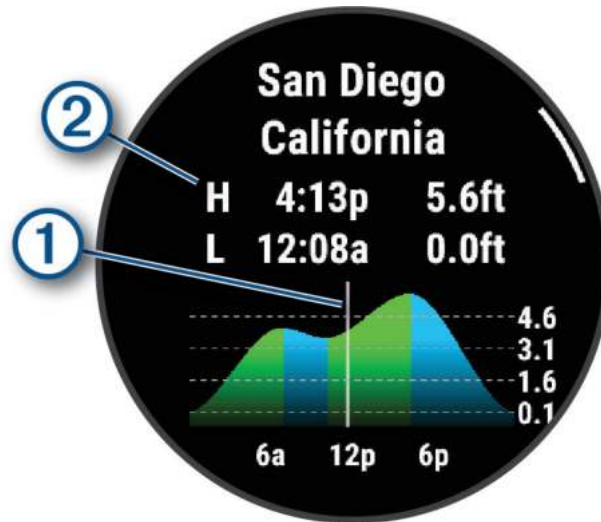 San Diego
California
2
H 4:13p 5.6ft
1
L 12:08a 0.0ft
4.6
3.1
1.6
0.1
6a 12p 6p